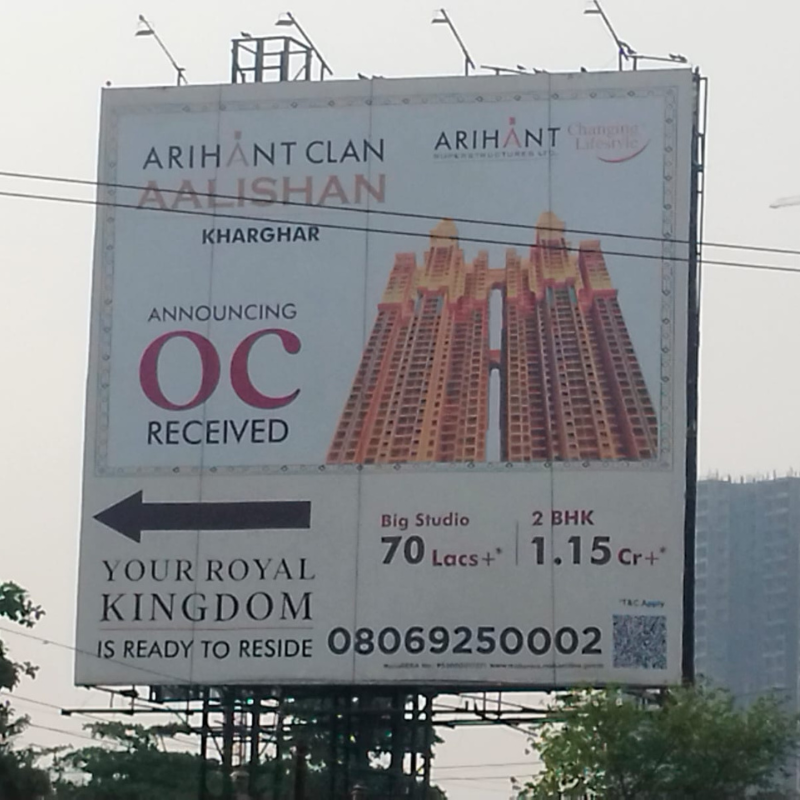 ARIHANT CLAN
AALISHAN
KHARGHAR
ARIHANT
SUPERSTRUCTURES LTD.
Changing
Lifestyle
ANNOUNCING
OC
RECEIVED
YOUR ROYAL
KINGDOM
IS READY TO RESIDE
Big Studio
70 Lacs+*
2 BHK
1.15 Cr+*
*T&C Apply
08069250002